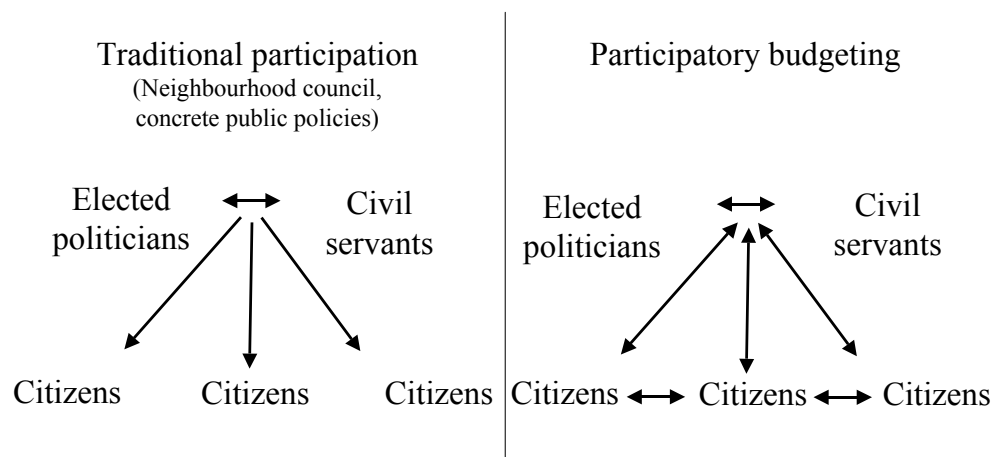 Traditional participation
(Neighbourhood council,
concrete public policies)
Elected
politicians
Civil
servants
Citizens
Citizens
Citizens
Participatory budgeting
Elected
politicians
Civil
servants
Citizens
Citizens
Citizens